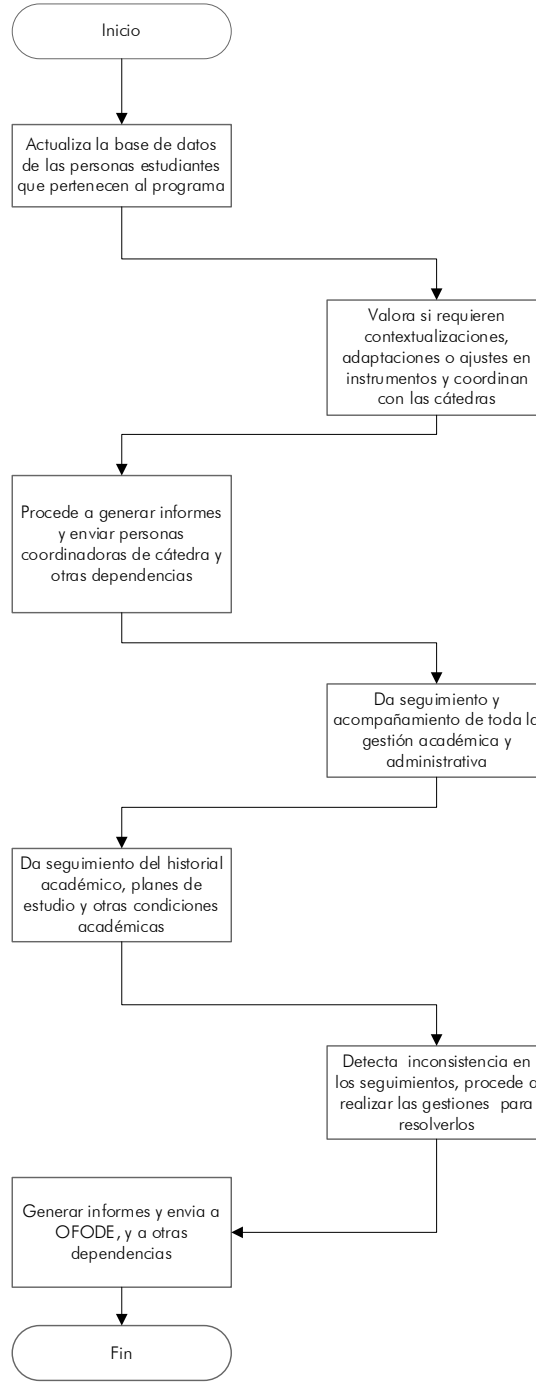 Inicio
Actualiza la base de datos
de las personas estudiantes
que pertenecen al programa
Valora si requieren
contextualizaciones,
adaptaciones o ajustes en
instrumentos y coordinan
con las cátedras
Procede a generar informes
y enviar personas
coordinadoras de cátedra y
otras dependencias
Da seguimiento y
acompañamiento de toda la
gestión académica y
administrativa
Da seguimiento del historial
académico, planes de
estudio y otras condiciones
académicas
Detecta inconsistencia en
los seguimientos, procede a
realizar las gestiones para
resolverlos
Generar informes y envia a
OFODE, y a otras
dependencias
Fin